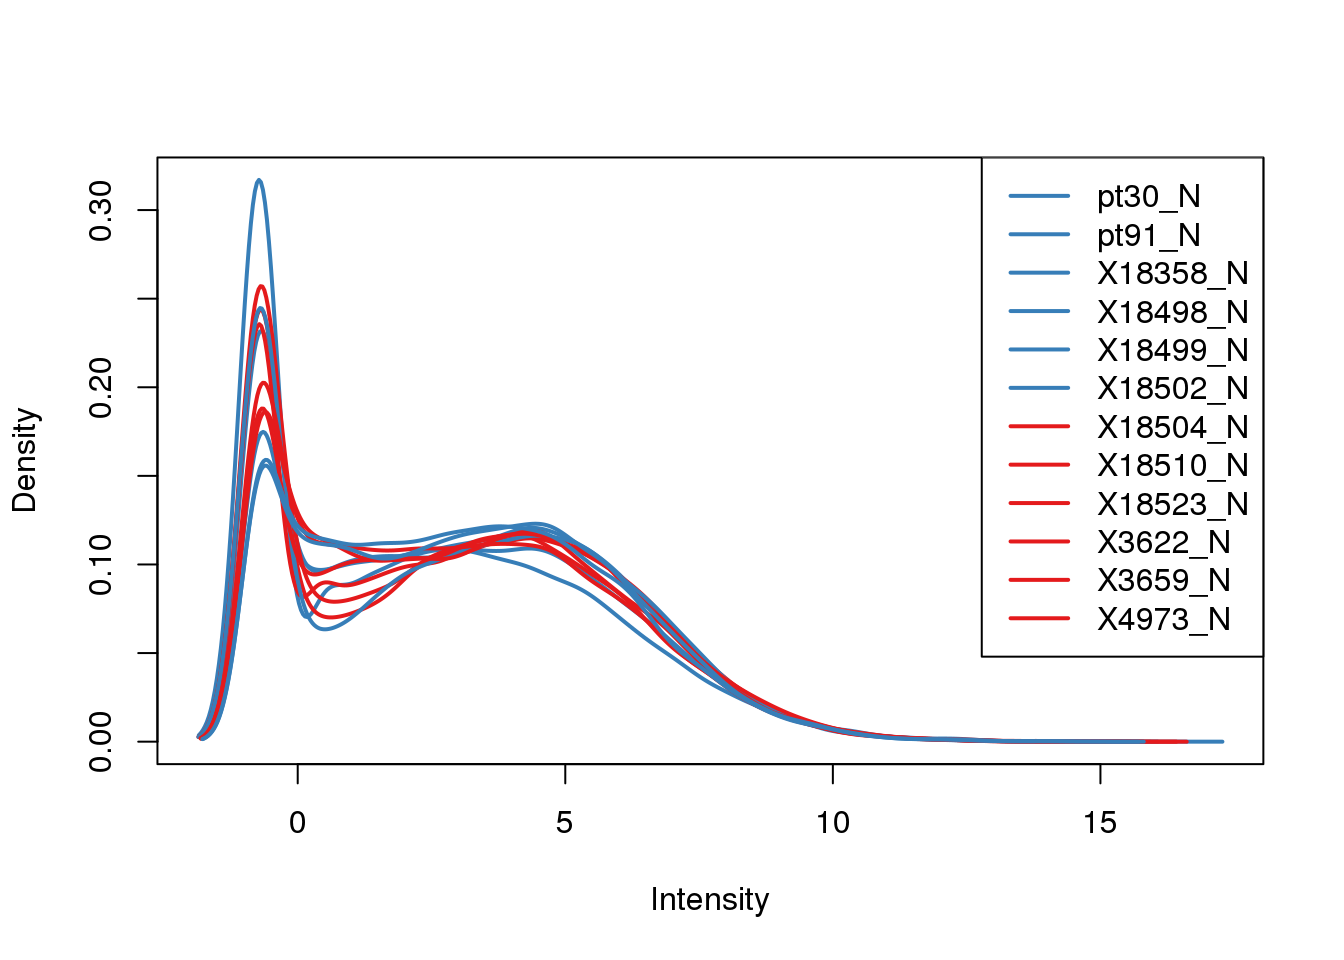 pt30_N
pt91_N
X18358_N
X18498_N
X18499_N
X18502_N
X18504_N
X18510_N
X18523_N
X3622_N
X3659_N
X4973_N
0.30
0.20
0.10
0.00
Density
0 5 10 15
Intensity